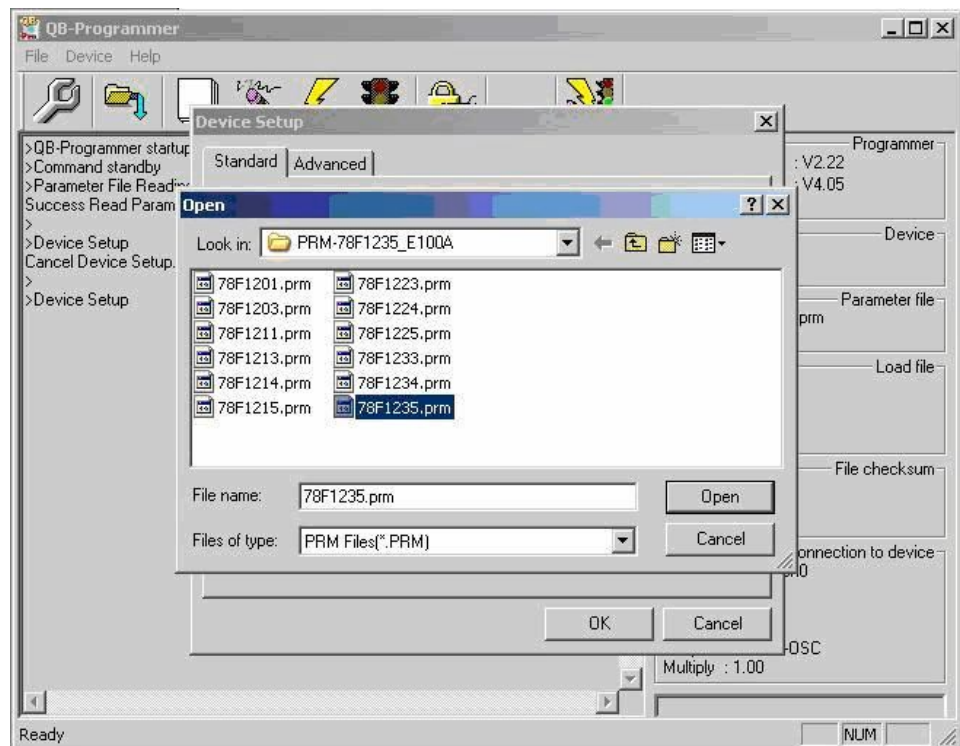 QB-Programmer
File Device Help
Device Setup
Standard Advanced
>QB-Programmer startup
>Command standby
>Parameter File Reading
Success Read Param
>
>Device Setup
Cancel Device Setup.
>
>Device Setup
Open
Look in: PRM-78F1235_E100A
78F1201.prm 78F1223.prm
78F1203.prm 78F1224.prm
78F1211.prm 78F1225.prm
78F1213.prm 78F1233.prm
78F1214.prm 78F1234.prm
78F1215.prm 78F1235.prm
File name: 78F1235.prm Open
Files of type: PRM Files(*.PRM) Cancel
OK Cancel
Programmer
: V2.22
: V4.05
Device
Parameter file
prm
Load file
File checksum
onnection to device
-OSC
Multiply : 1.00
Ready NUM